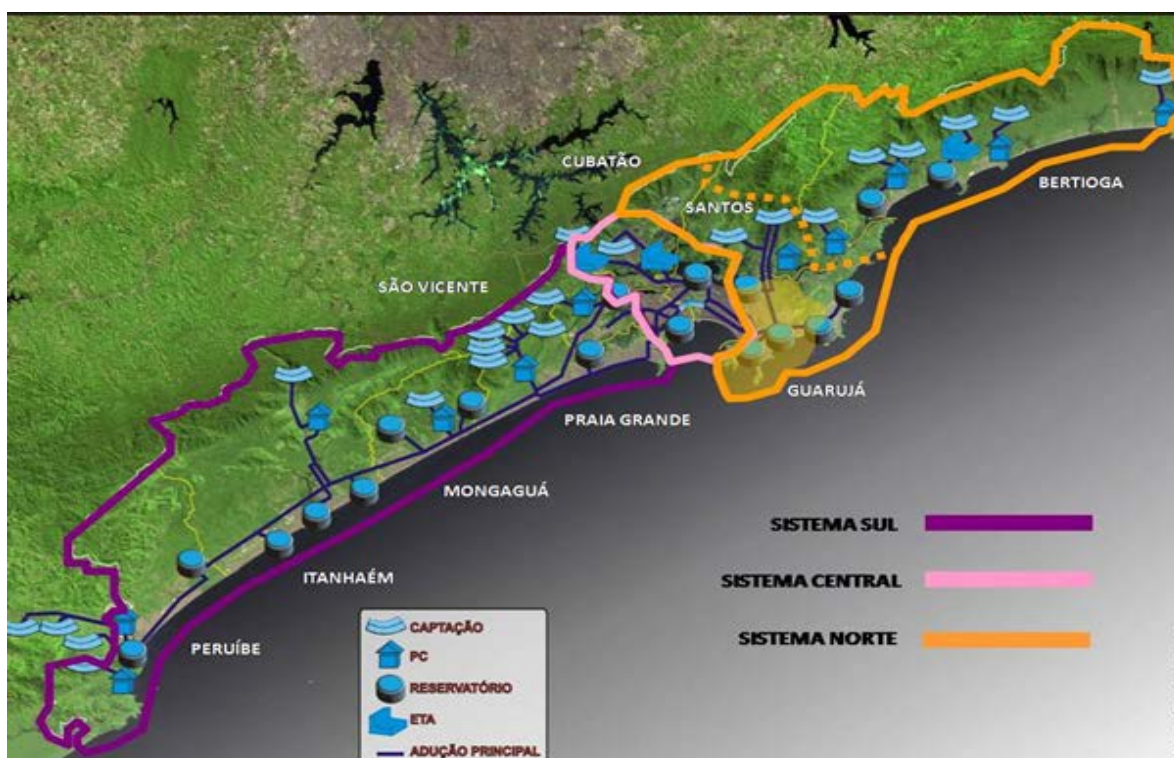 CUBATÃO
SANTOS
BERTIOGA
SÃO VICENTE
GUARUJÁ
PRAIA GRANDE
MONGAGUÁ
ITANHAÉM
PERUÍBE
SISTEMA SUL
SISTEMA CENTRAL
SISTEMA NORTE
CAPTAÇÃO
PC
RESERVATÓRIO
ETA
ADUÇÃO PRINCIPAL